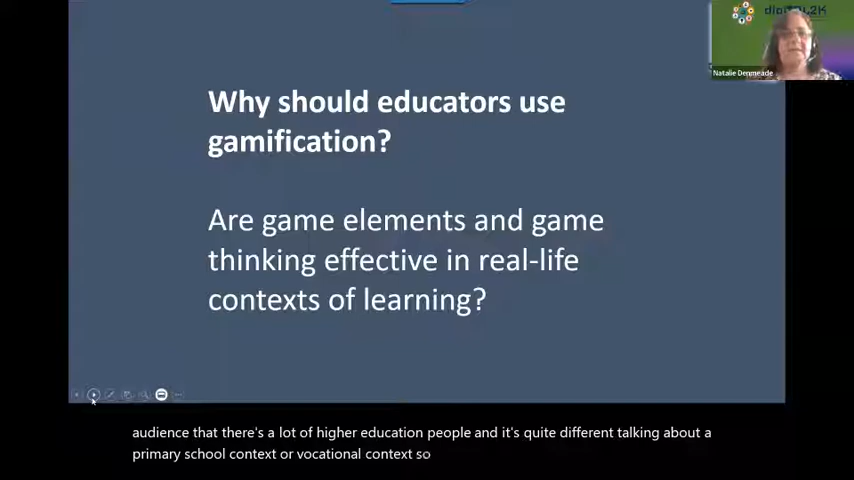 digiTAL2K
Natalie Denmeade
Why should educators use
gamification?
Are game elements and game
thinking effective in real-life
contexts of learning?
audience that there's a lot of higher education people and it's quite different talking about a
primary school context or vocational context so